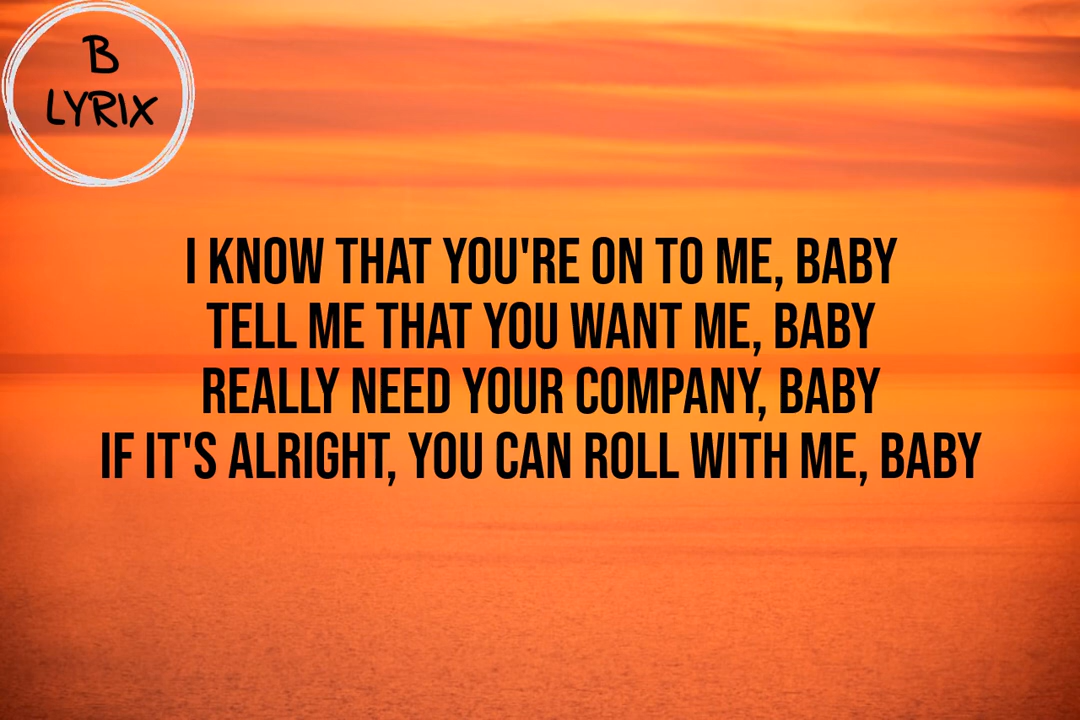 B
LYRIX
I KNOW THAT YOU'RE ON TO ME, BABY
TELL ME THAT YOU WANT ME, BABY
REALLY NEED YOUR COMPANY, BABY
IF IT'S ALRIGHT, YOU CAN ROLL WITH ME, BABY